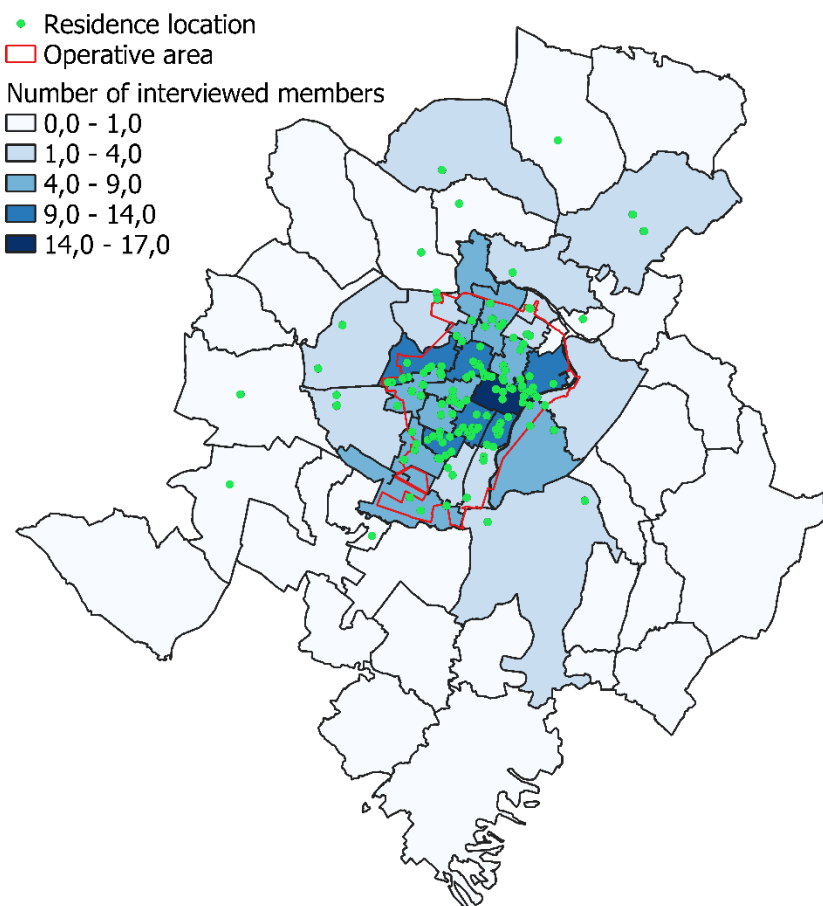 Residence location
Operative area
Number of interviewed members
0,0 - 1,0
1,0 - 4,0
4,0 - 9,0
9,0 - 14,0
14,0 - 17,0